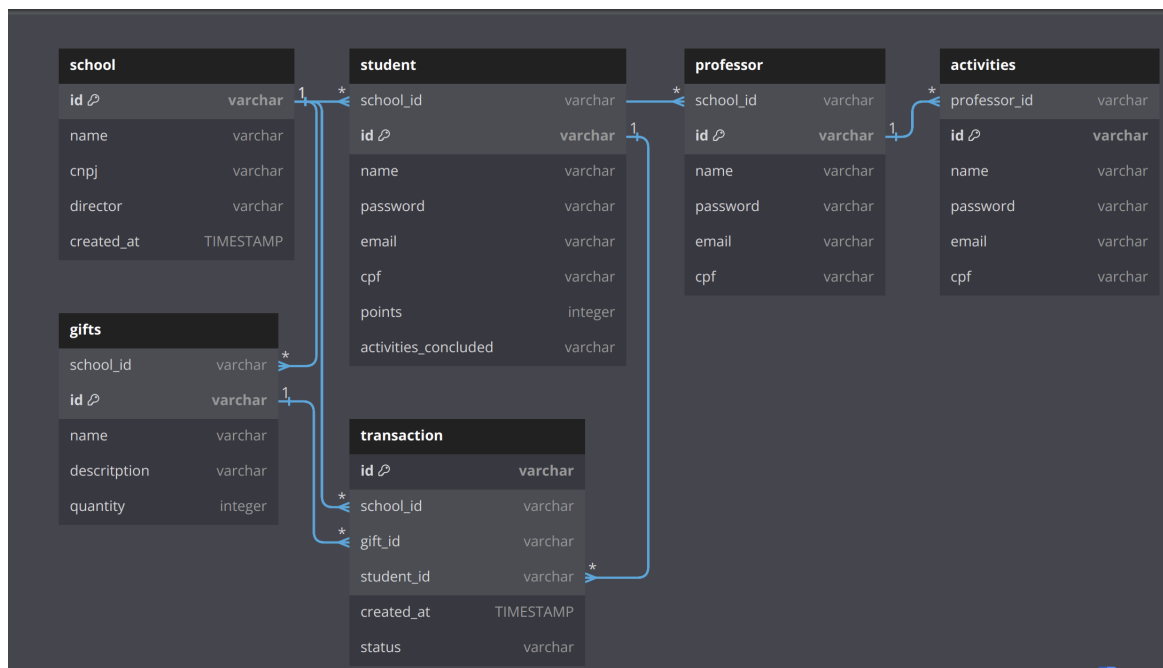 school
id varchar
name varchar
cnpj varchar
director varchar
created_at TIMESTAMP
1
*
student
school_id varchar
id varchar
name varchar
password varchar
email varchar
cpf varchar
points integer
activities_concluded varchar
1
*
professor
school_id varchar
id varchar
name varchar
password varchar
email varchar
cpf varchar
1
*
activities
professor_id varchar
id varchar
name varchar
password varchar
email varchar
cpf varchar
gifts
school_id varchar
id varchar
name varchar
descritption varchar
quantity integer
*
1
transaction
id varchar
school_id varchar
gift_id varchar
student_id varchar
created_at TIMESTAMP
status varchar
*
*
*